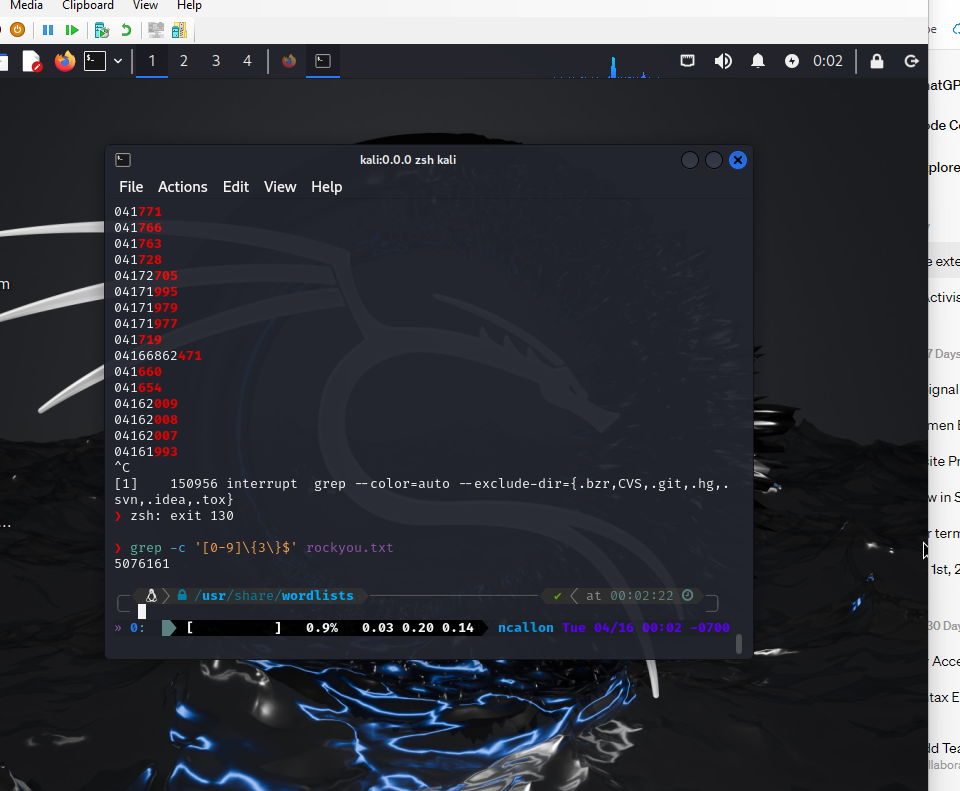 Media Clipboard View Help
1 2 3 4 0:02
kali:0.0.0 zsh kali
File Actions Edit View Help
041771
041766
041763
041728
04172705
04171995
04171979
04171977
041719
04166862471
041660
041654
04162009
04162008
04162007
04161993
^C
[1] 150956 interrupt grep --color=auto --exclude-dir={.bzr,CVS,.git,.hg,.
svn,.idea,.tox}
❯ zsh: exit 130
❯ grep -c '[0-9]\{3\}$' rockyou.txt
5076161
/usr/share/wordlists ✔ at 00:02:22
» 0: [ ] 0.9% 0.03 0.20 0.14 ncallon Tue 04/16 00:02 -0700
m
...
atGP
de Co
xplore
e exte
ctivis
7 Days
ignal
men E
ite Pr
w in S
r term
1st, 2
30 Day
Acce
tax E
dd Tea
llabora